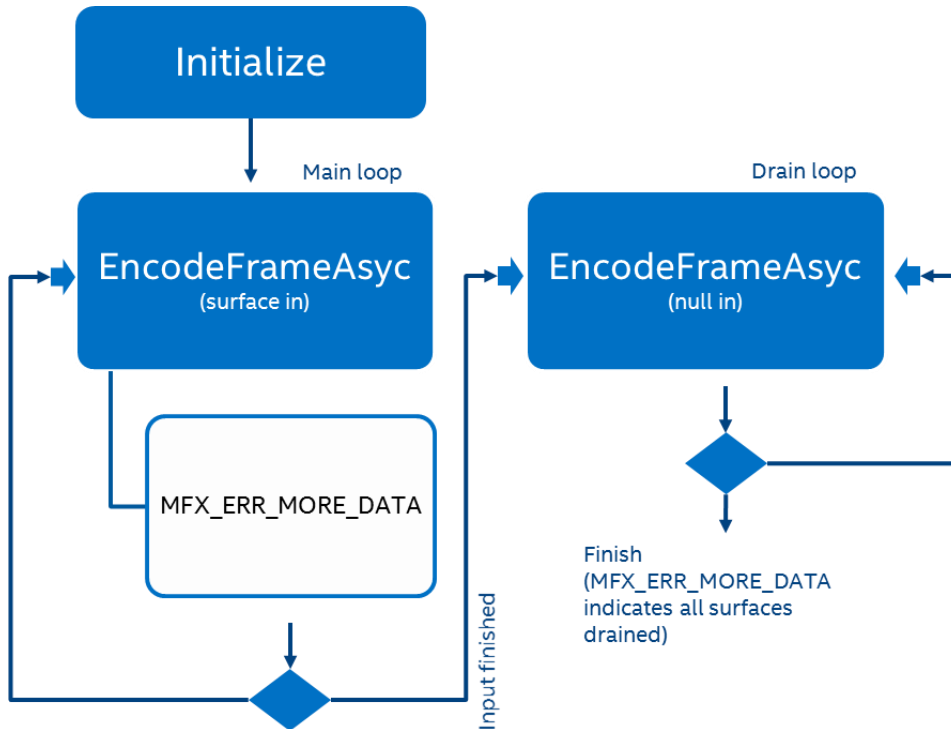 Initialize
Main loop
EncodeFrameAsyc
(surface in)
MFX_ERR_MORE_DATA
Input finished
Drain loop
EncodeFrameAsyc
(null in)
Finish
(MFX_ERR_MORE_DATA
indicates all surfaces
drained)